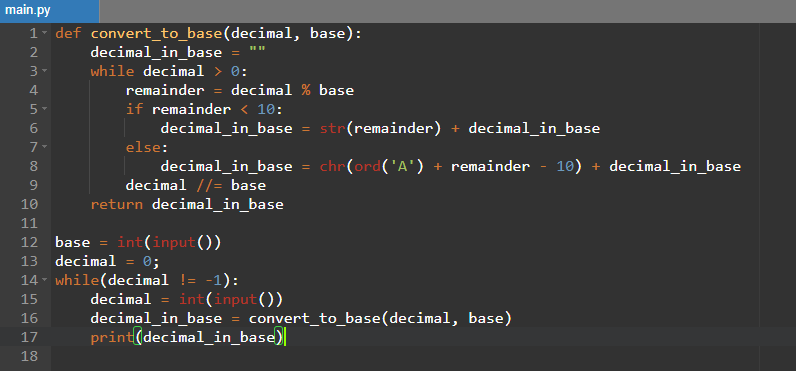 main.py
1 def convert_to_base(decimal, base):
2     decimal_in_base = ""
3     while decimal > 0:
4         remainder = decimal % base
5         if remainder < 10:
6             decimal_in_base = str(remainder) + decimal_in_base
7         else:
8             decimal_in_base = chr(ord('A') + remainder - 10) + decimal_in_base
9         decimal //= base
10     return decimal_in_base
11
12 base = int(input())
13 decimal = 0;
14 while(decimal != -1):
15     decimal = int(input())
16     decimal_in_base = convert_to_base(decimal, base)
17     print(decimal_in_base)
18